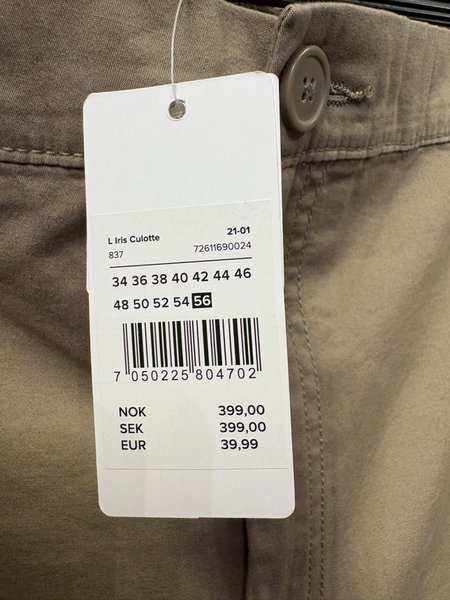 L Iris Culotte 21-01
837 72611690024
34 36 38 40 42 44 46
48 50 52 54 56
7 050225 804702
NOK 399,00
SEK 399,00
EUR 39,99